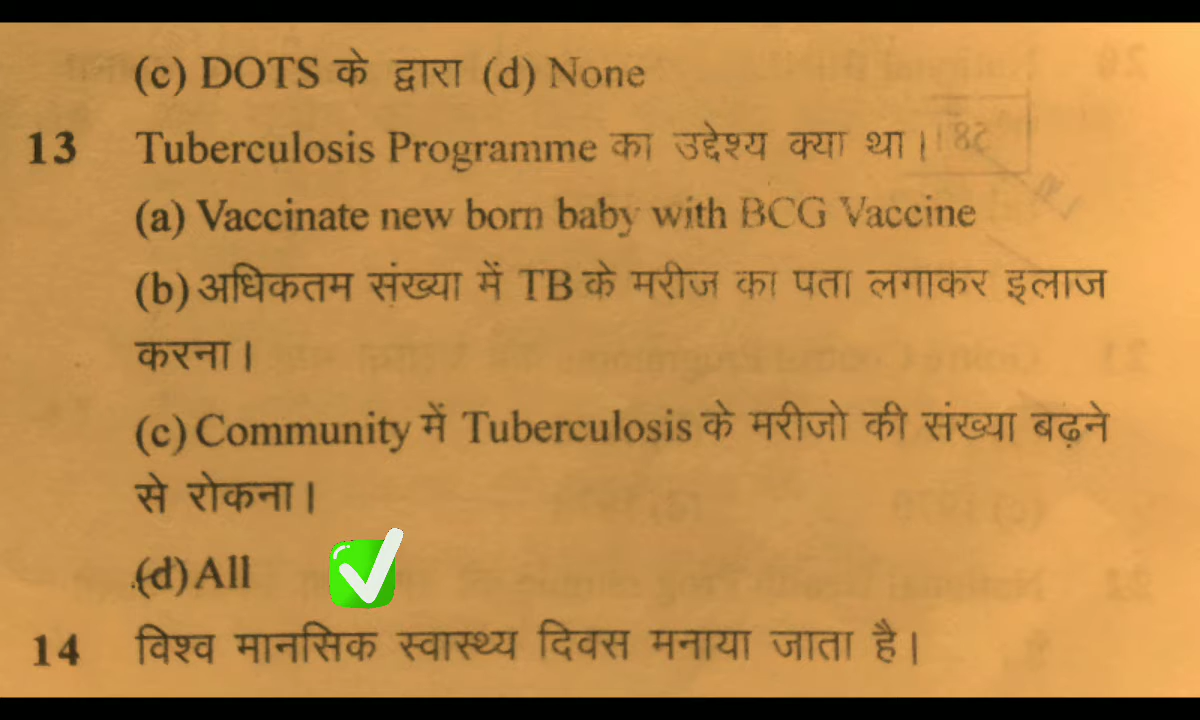 (c) DOTS के द्वारा (d) None
13 Tuberculosis Programme का उद्देश्य क्या था।
(a) Vaccinate new born baby with BCG Vaccine
(b) अधिकतम संख्या में TB के मरीज का पता लगाकर इलाज
करना।
(c) Community में Tuberculosis के मरीजो की संख्या बढ़ने
से रोकना।
(d) All
14 विश्व मानसिक स्वास्थ्य दिवस मनाया जाता है।